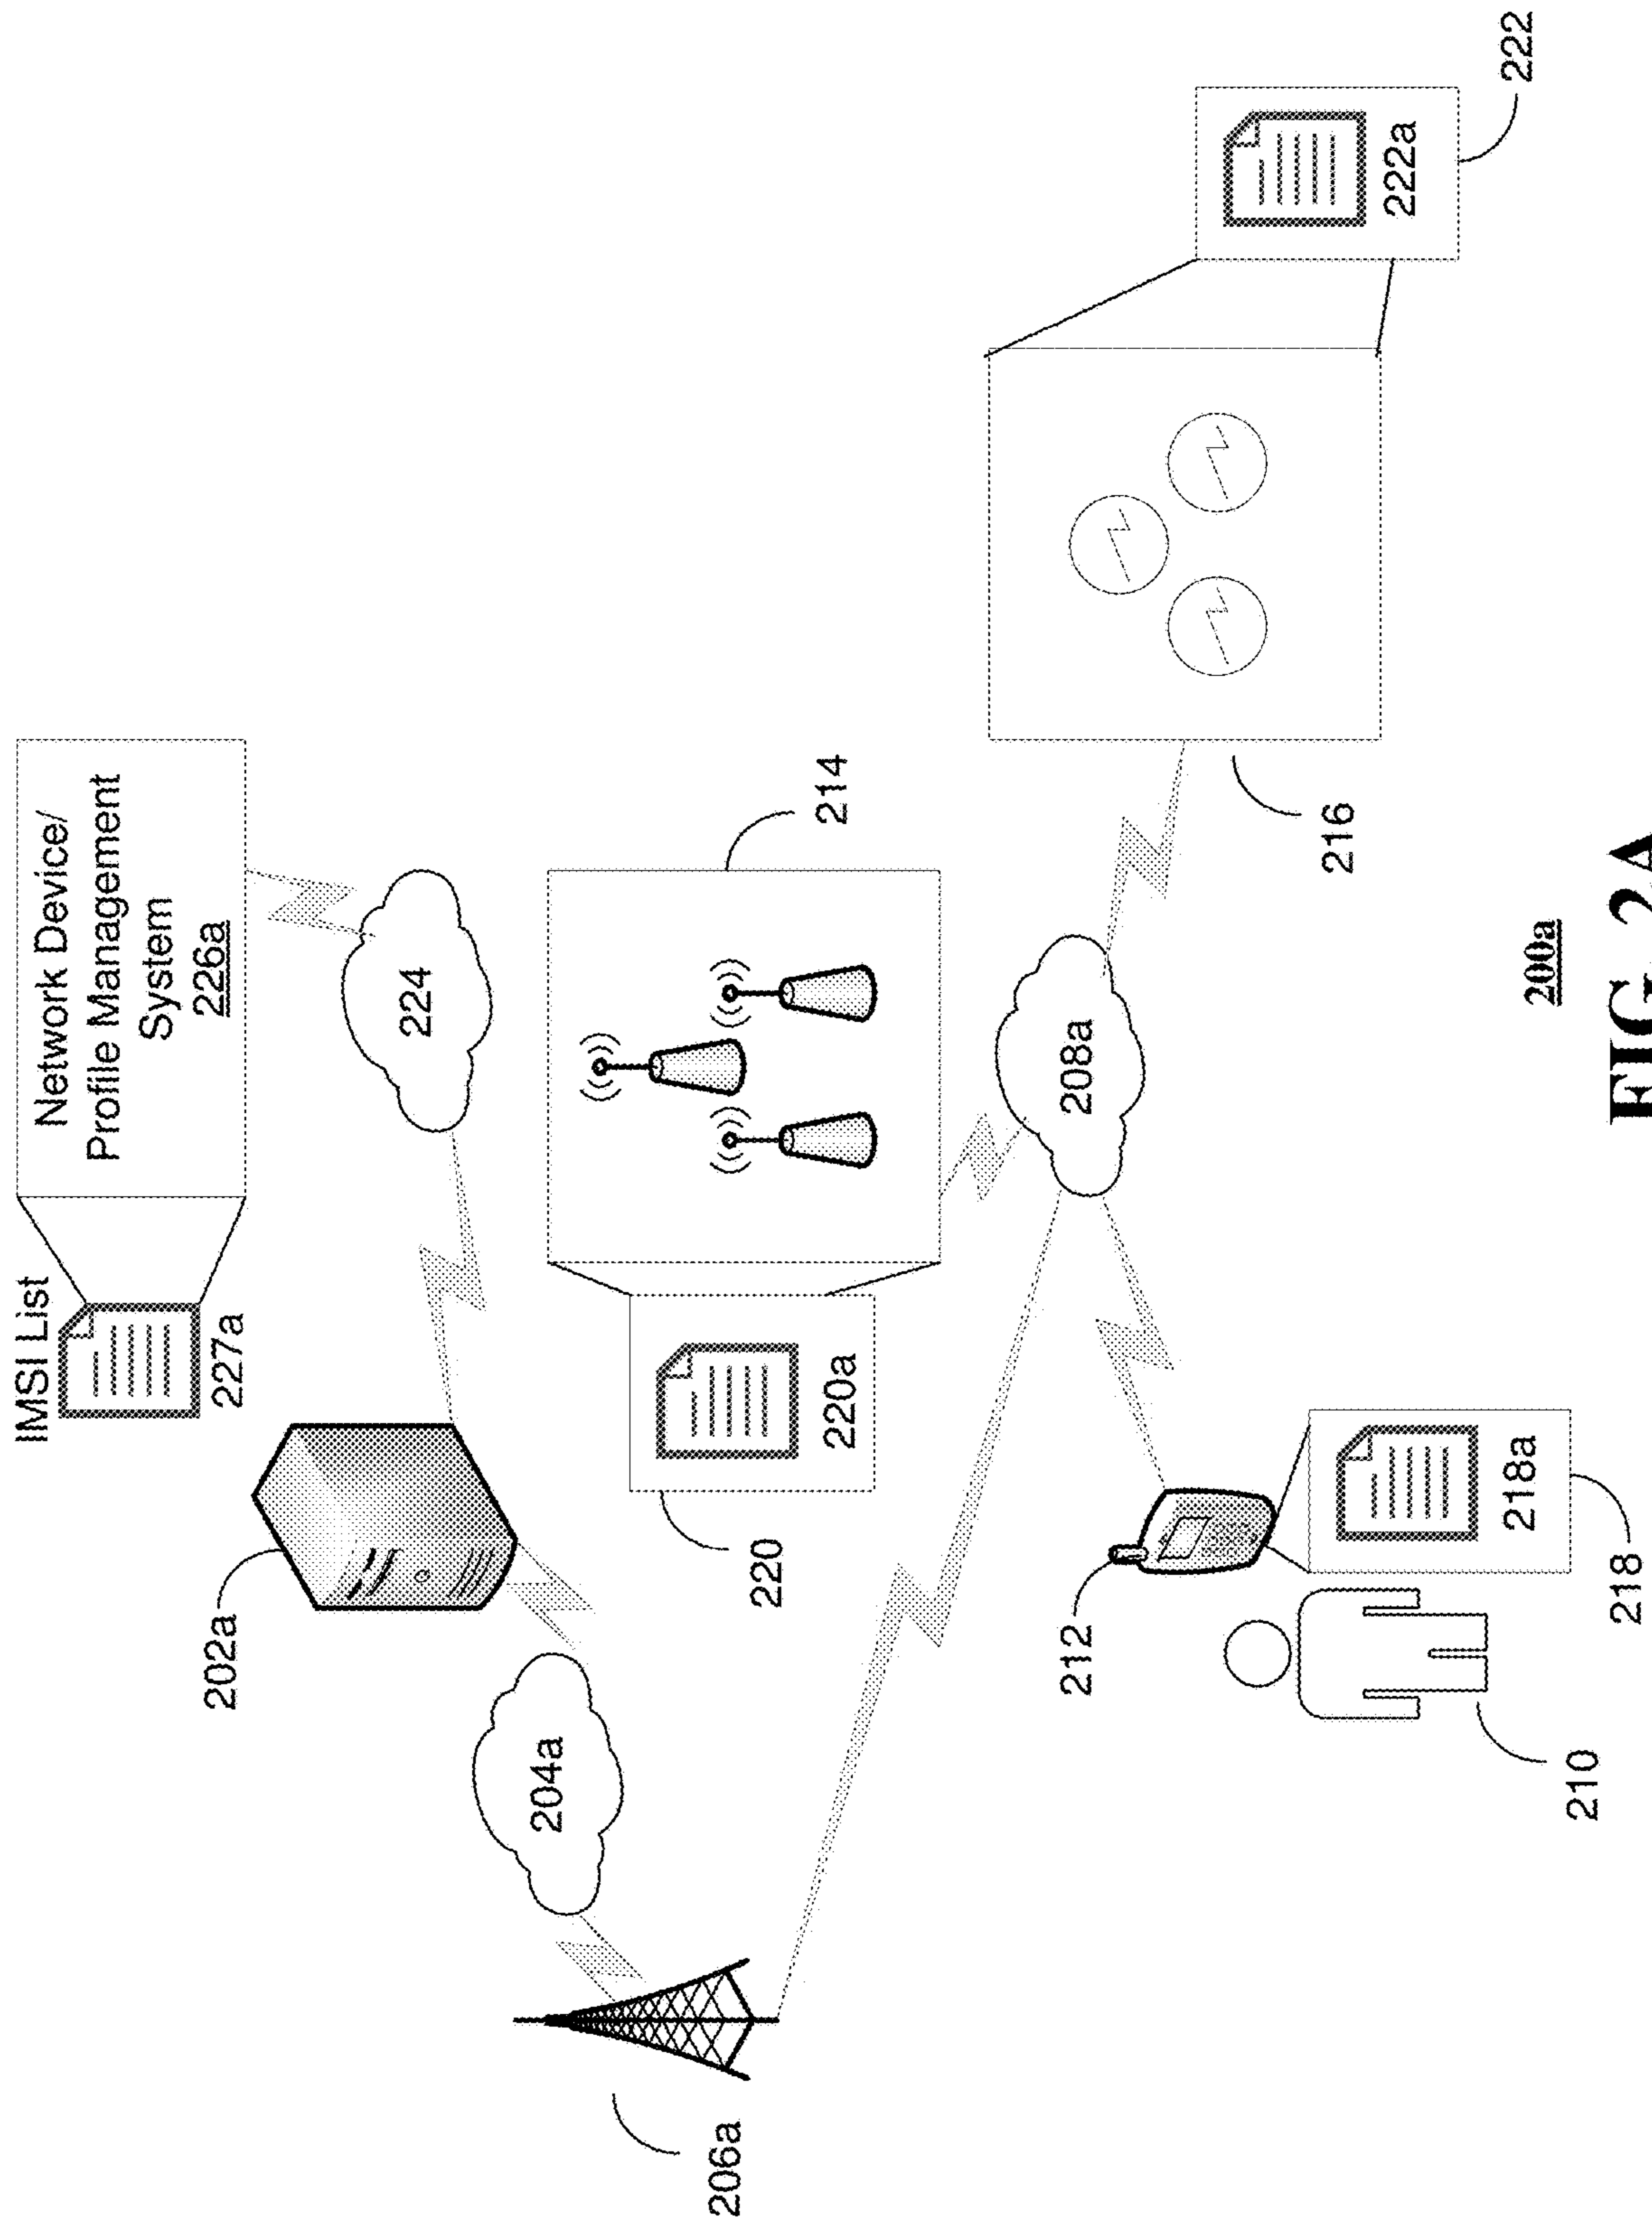 IMSI List
227a
Network Device/
Profile Management
System
226a
202a
224
204a
206a
220
220a
214
212
208a
216
222a
222
218a
210
218
200a
FIG. 2A